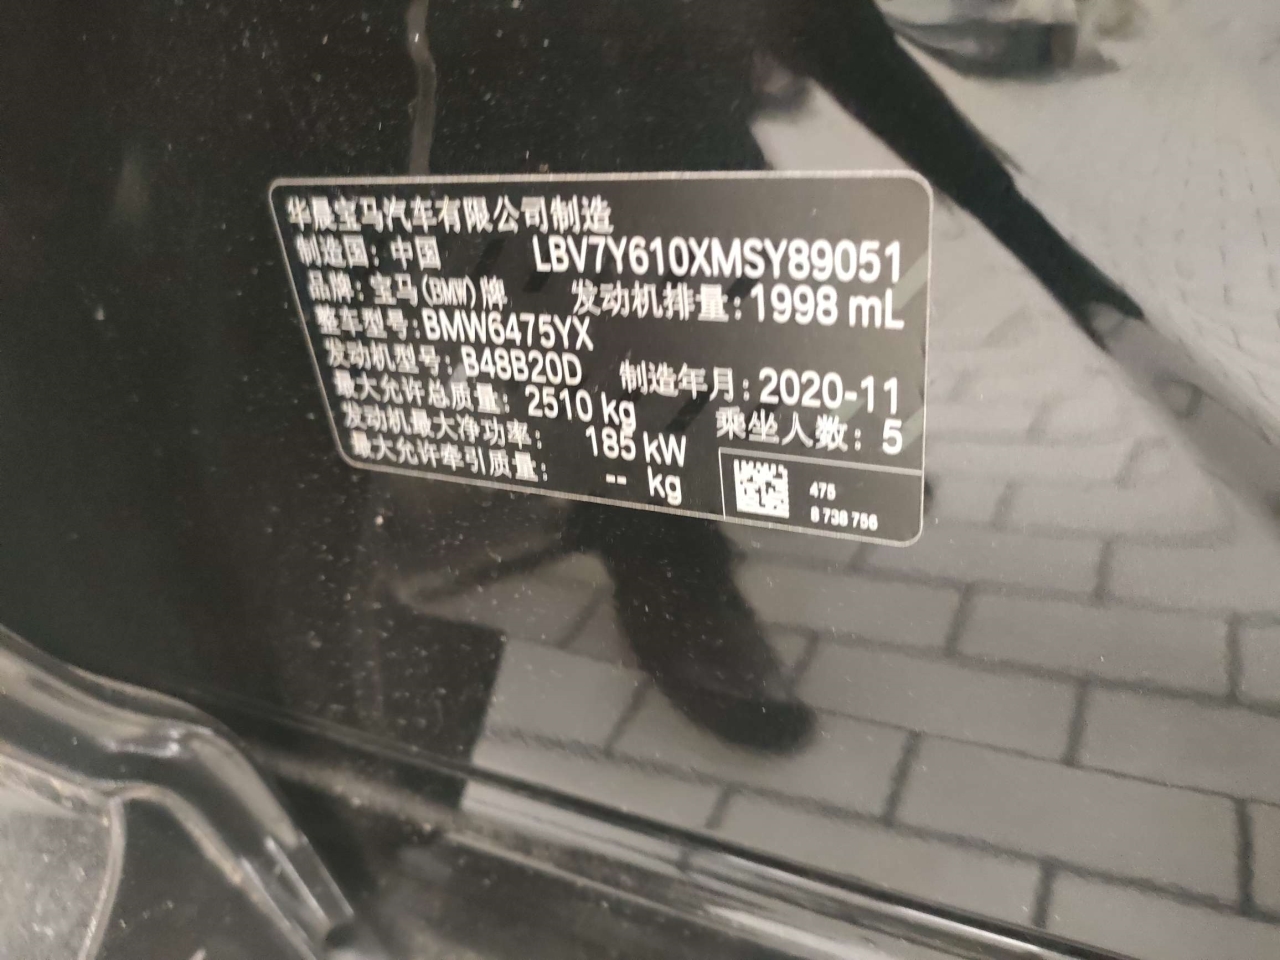 华晨宝马汽车有限公司制造
制造国：中国 LBV7Y610XMSY89051
品牌：宝马(BMW)牌 发动机排量：1998 mL
整车型号：BMW6475YX
发动机型号：B48B20D 制造年月：2020-11
最大允许总质量：2510 kg 乘坐人数：5
发动机最大净功率：185 kW
最大允许牵引质量：-- kg
475
8 738 756